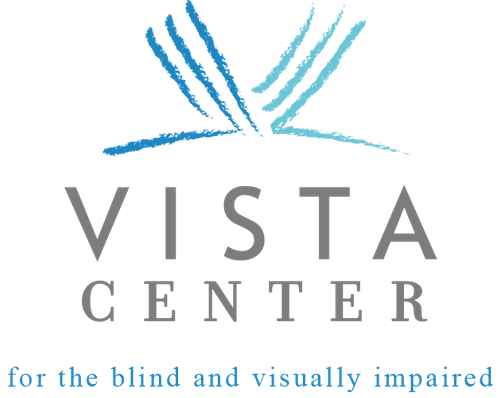 VISTA
CENTER
for the blind and visually impaired